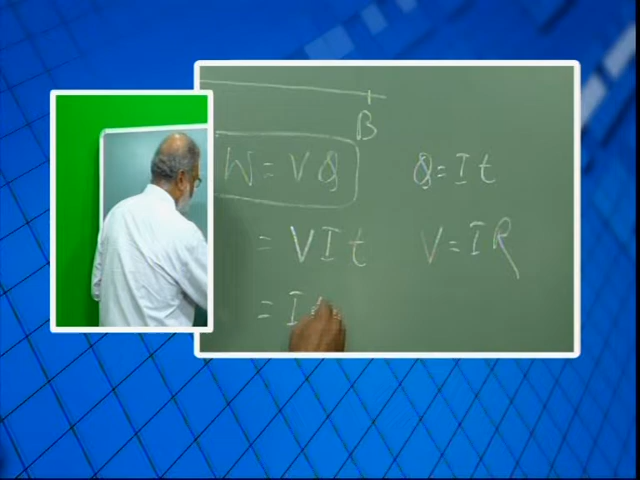 B
W = VQ Q = It
= VIt V = IR
= I